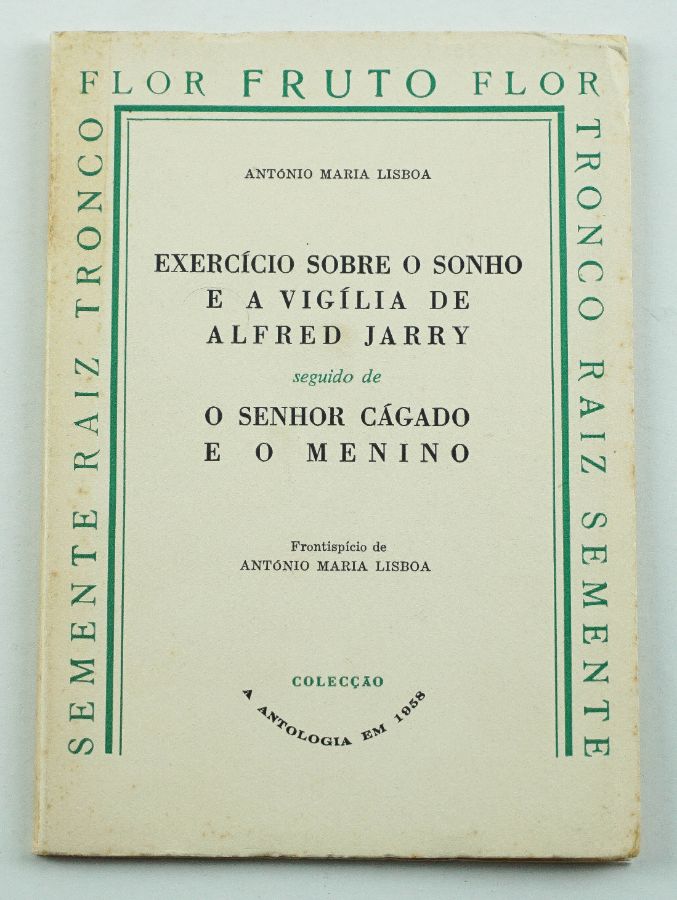 FLOR FRUTO FLOR
SEMENTE RAIZ TRONCO
TRONCO RAIZ SEMENTE
ANTÓNIO MARIA LISBOA
EXERCÍCIO SOBRE O SONHO
E A VIGÍLIA DE
ALFRED JARRY
seguido de
O SENHOR CÁGADO
E O MENINO
Frontispício de
ANTÓNIO MARIA LISBOA
COLECÇÃO
A ANTOLOGIA EM 1958